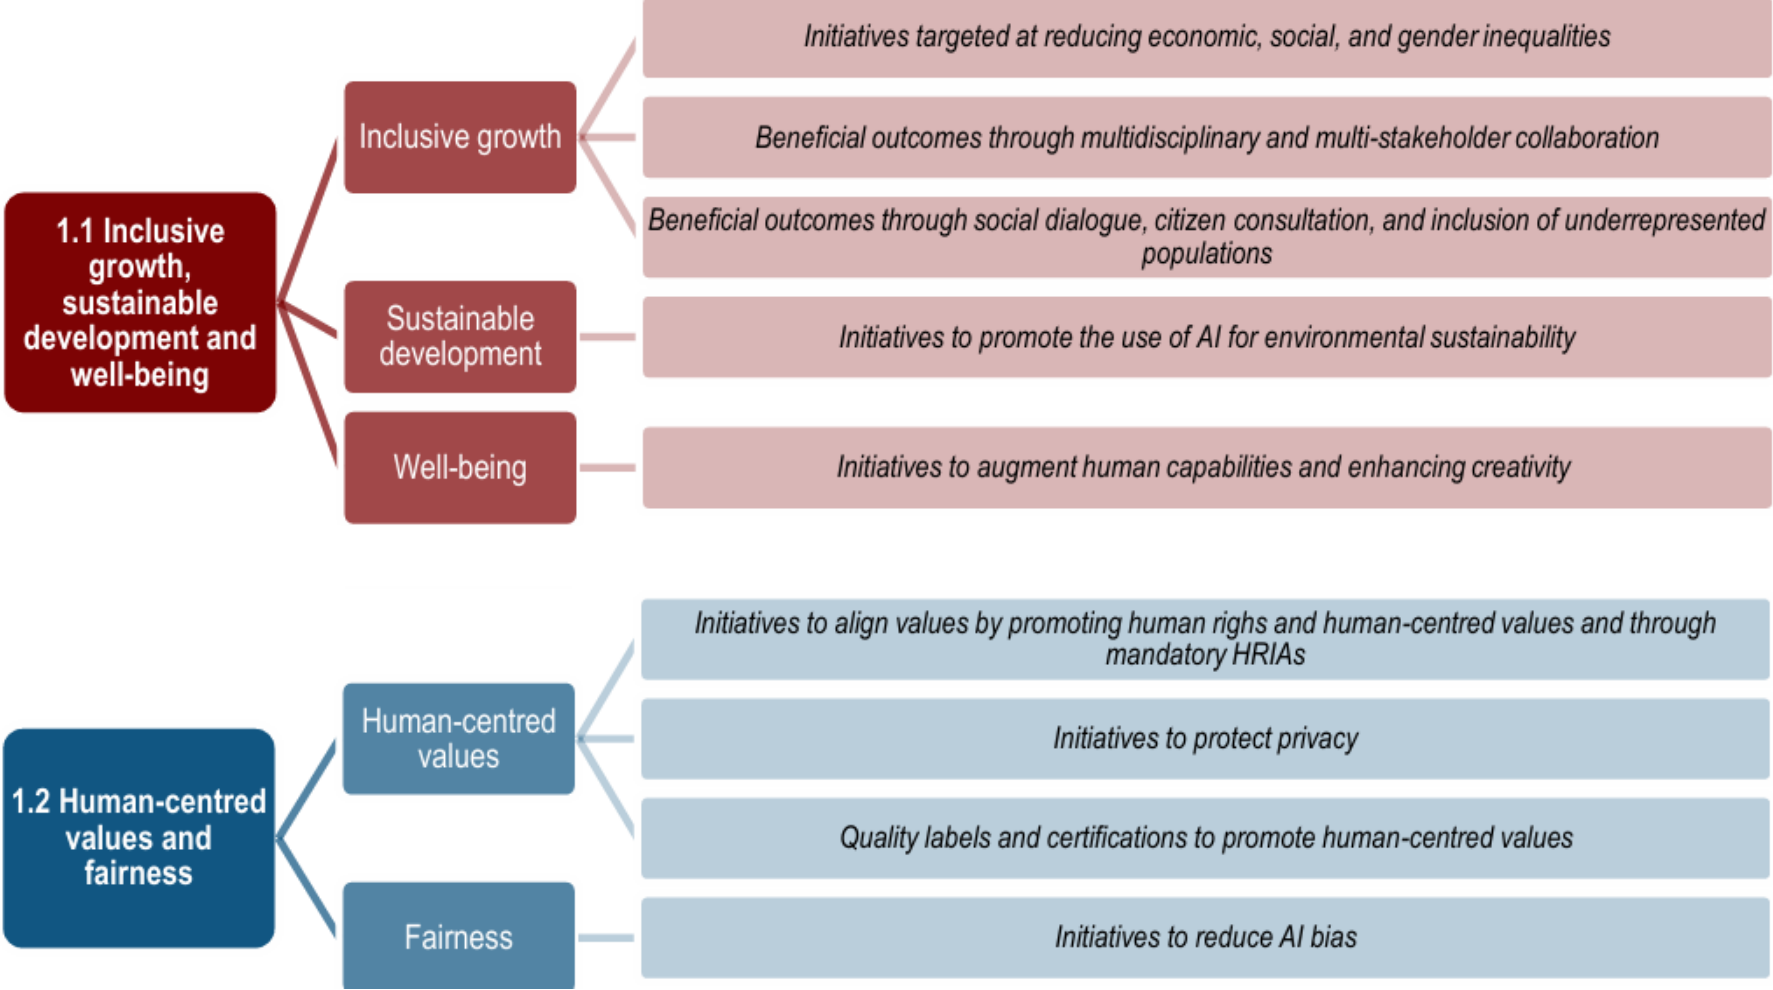 1.1 Inclusive
growth,
sustainable
development and
well-being
Inclusive growth
Initiatives targeted at reducing economic, social, and gender inequalities
Beneficial outcomes through multidisciplinary and multi-stakeholder collaboration
Beneficial outcomes through social dialogue, citizen consultation, and inclusion of underrepresented
populations
Sustainable
development
Initiatives to promote the use of AI for environmental sustainability
Well-being
Initiatives to augment human capabilities and enhancing creativity
1.2 Human-centred
values and
fairness
Human-centred
values
Initiatives to align values by promoting human righs and human-centred values and through
mandatory HRIAs
Initiatives to protect privacy
Quality labels and certifications to promote human-centred values
Fairness
Initiatives to reduce AI bias